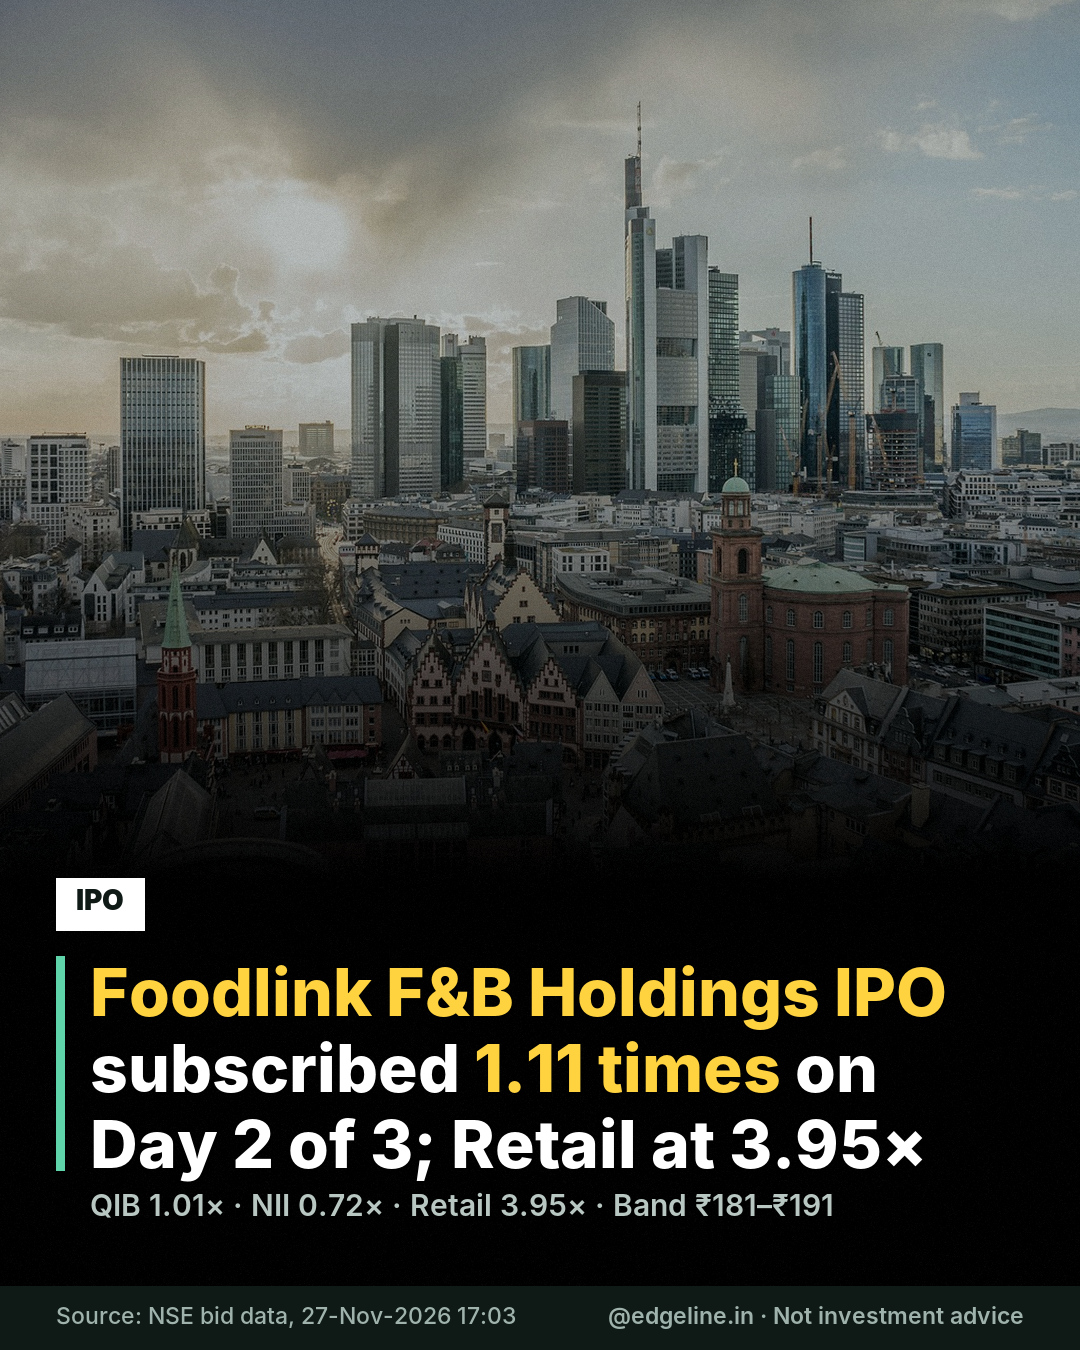 IPO
Foodlink F&B Holdings IPO
subscribed 1.11 times on
Day 2 of 3; Retail at 3.95×
QIB 1.01× · NII 0.72× · Retail 3.95× · Band ₹181–₹191
Source: NSE bid data, 27-Nov-2026 17:03
@edgeline.in · Not investment advice